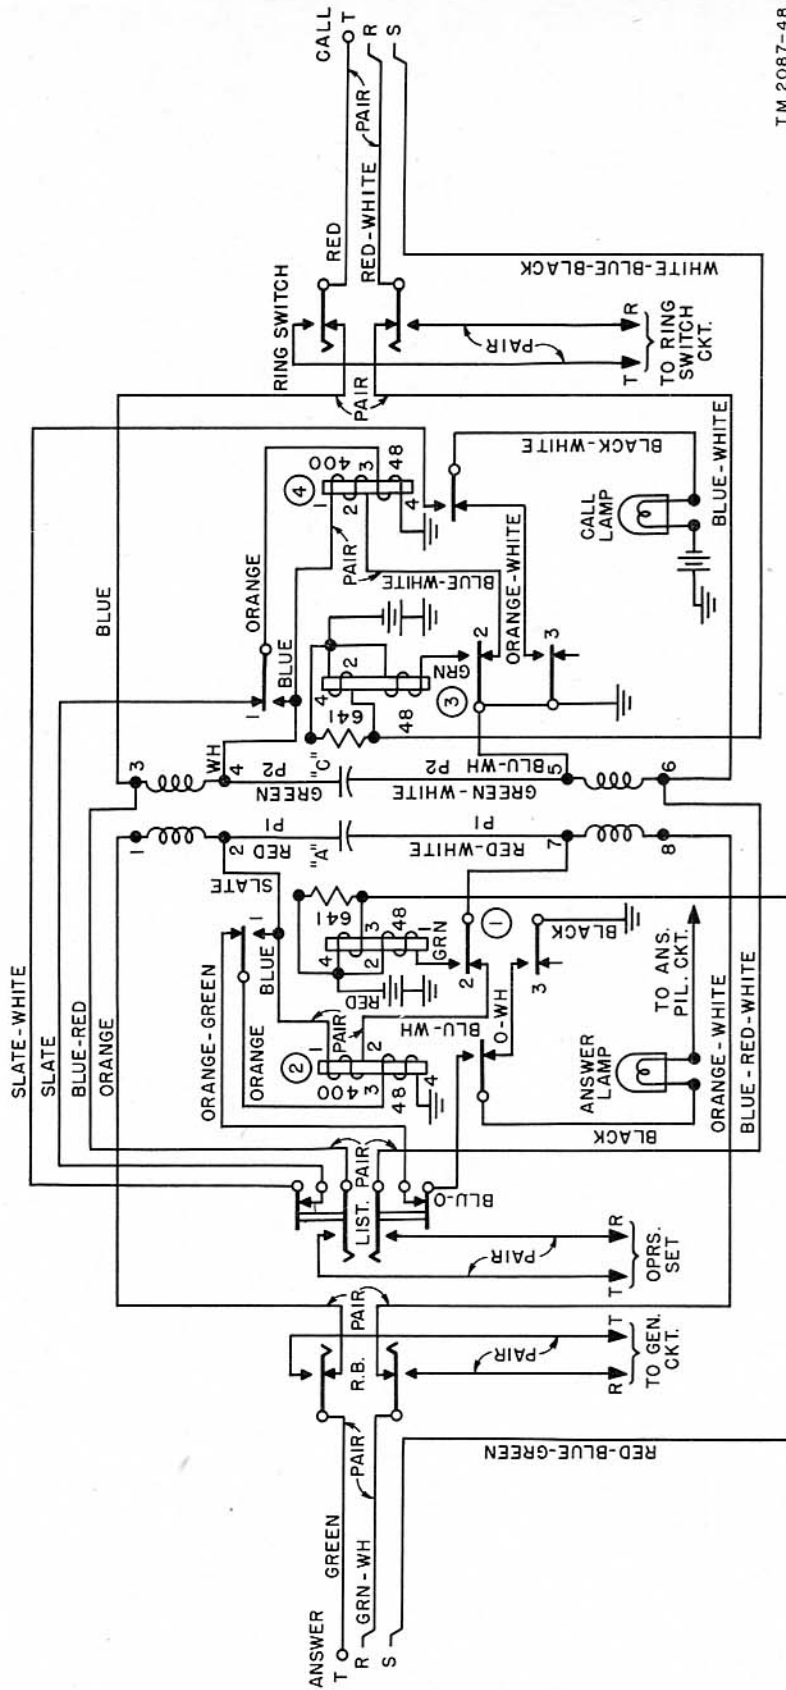 ANSWER
T
R
S
GREEN
GRN-WH
PAIR
RED-BLUE-GREEN
R.B.
PAIR
PAIR
R T
TO GEN.
CKT.
SLATE-WHITE
SLATE
BLUE-RED
ORANGE
LIST.
PAIR
BLU-O
PAIR
T R
OPRS.
SET
ORANGE-GREEN
ORANGE
BLUE
1
SLATE
2
1
400
2
3
48
4
PAIR
BLU-WH
RED
641
4
3
2
48
1
GRN
1
2
3
O-WH
BLACK
BLACK
ANSWER
LAMP
TO ANS.
PIL. CKT.
ORANGE-WHITE
BLUE-RED-WHITE
1
2
RED
P1
"A"
RED-WHITE
P1
7
8
3
4
WH
GREEN
P2
"C"
GREEN-WHITE
BLU-WH P2
5
6
BLUE
1
BLUE
ORANGE
641
4
2
48
GRN
3
2
3
4
1
400
2
3
48
4
PAIR
BLUE-WHITE
ORANGE-WHITE
BLACK-WHITE
CALL
LAMP
BLUE-WHITE
PAIR
RING SWITCH
PAIR
T R
TO RING
SWITCH
CKT.
RED
RED-WHITE
PAIR
WHITE-BLUE-BLACK
CALL
T
R
S
TM 2087-48